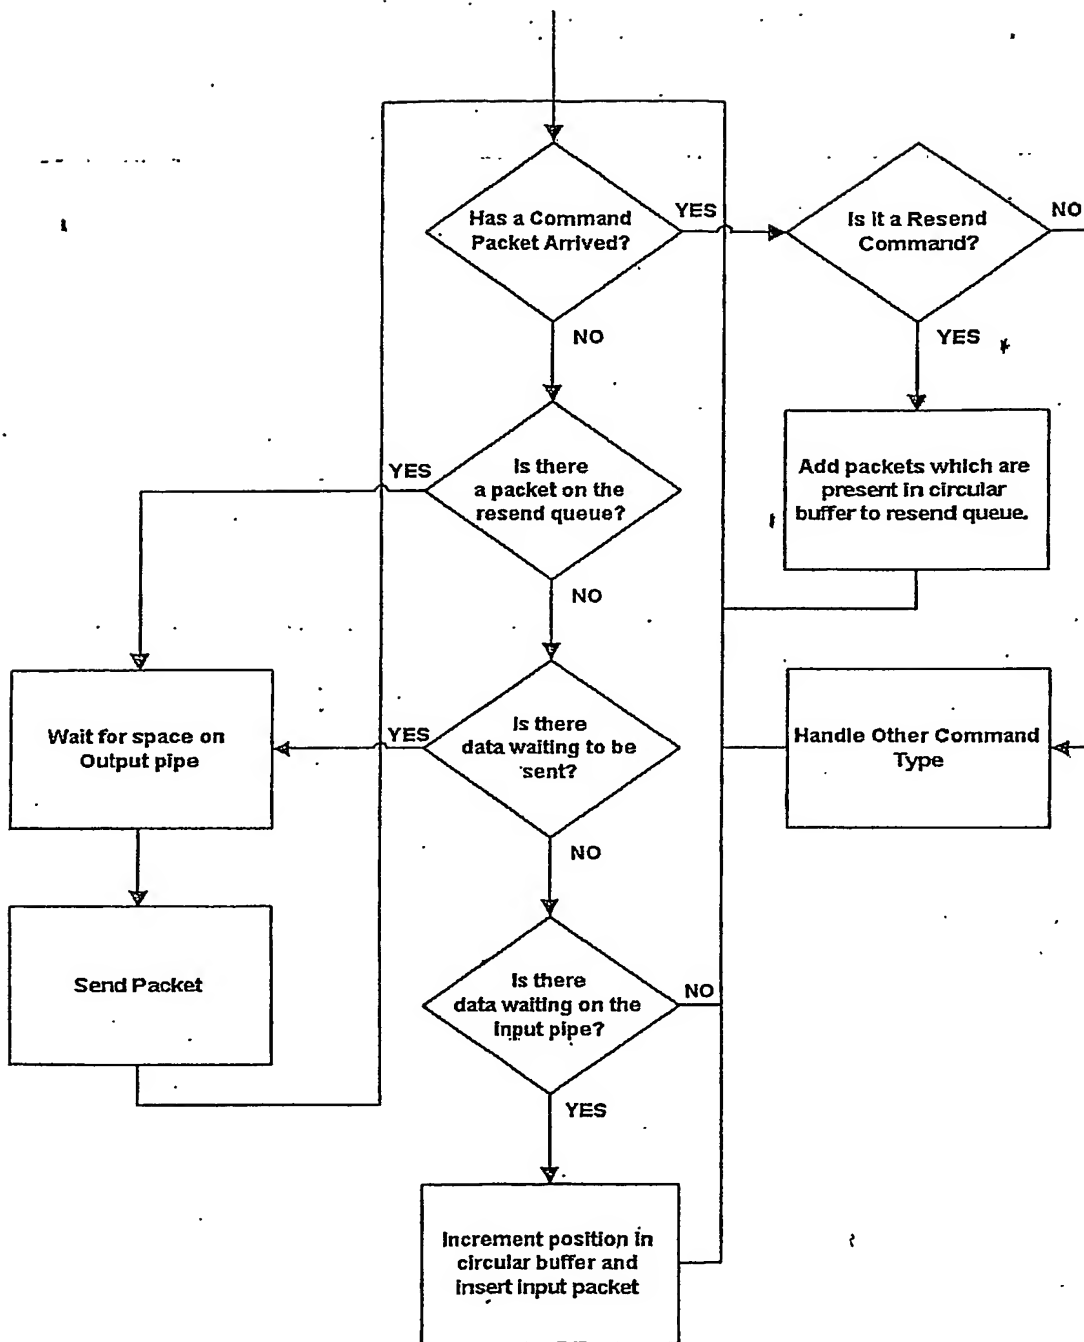 Has a Command
Packet Arrived?
YES
Is it a Resend
Command?
NO
NO
YES
Is there
a packet on the
resend queue?
YES
Add packets which are
present in circular
buffer to resend queue.
NO
Wait for space on
Output pipe
YES
Is there
data waiting to be
sent?
Handle Other Command
Type
NO
Send Packet
Is there
data waiting on the
input pipe?
NO
YES
Increment position in
circular buffer and
insert input packet